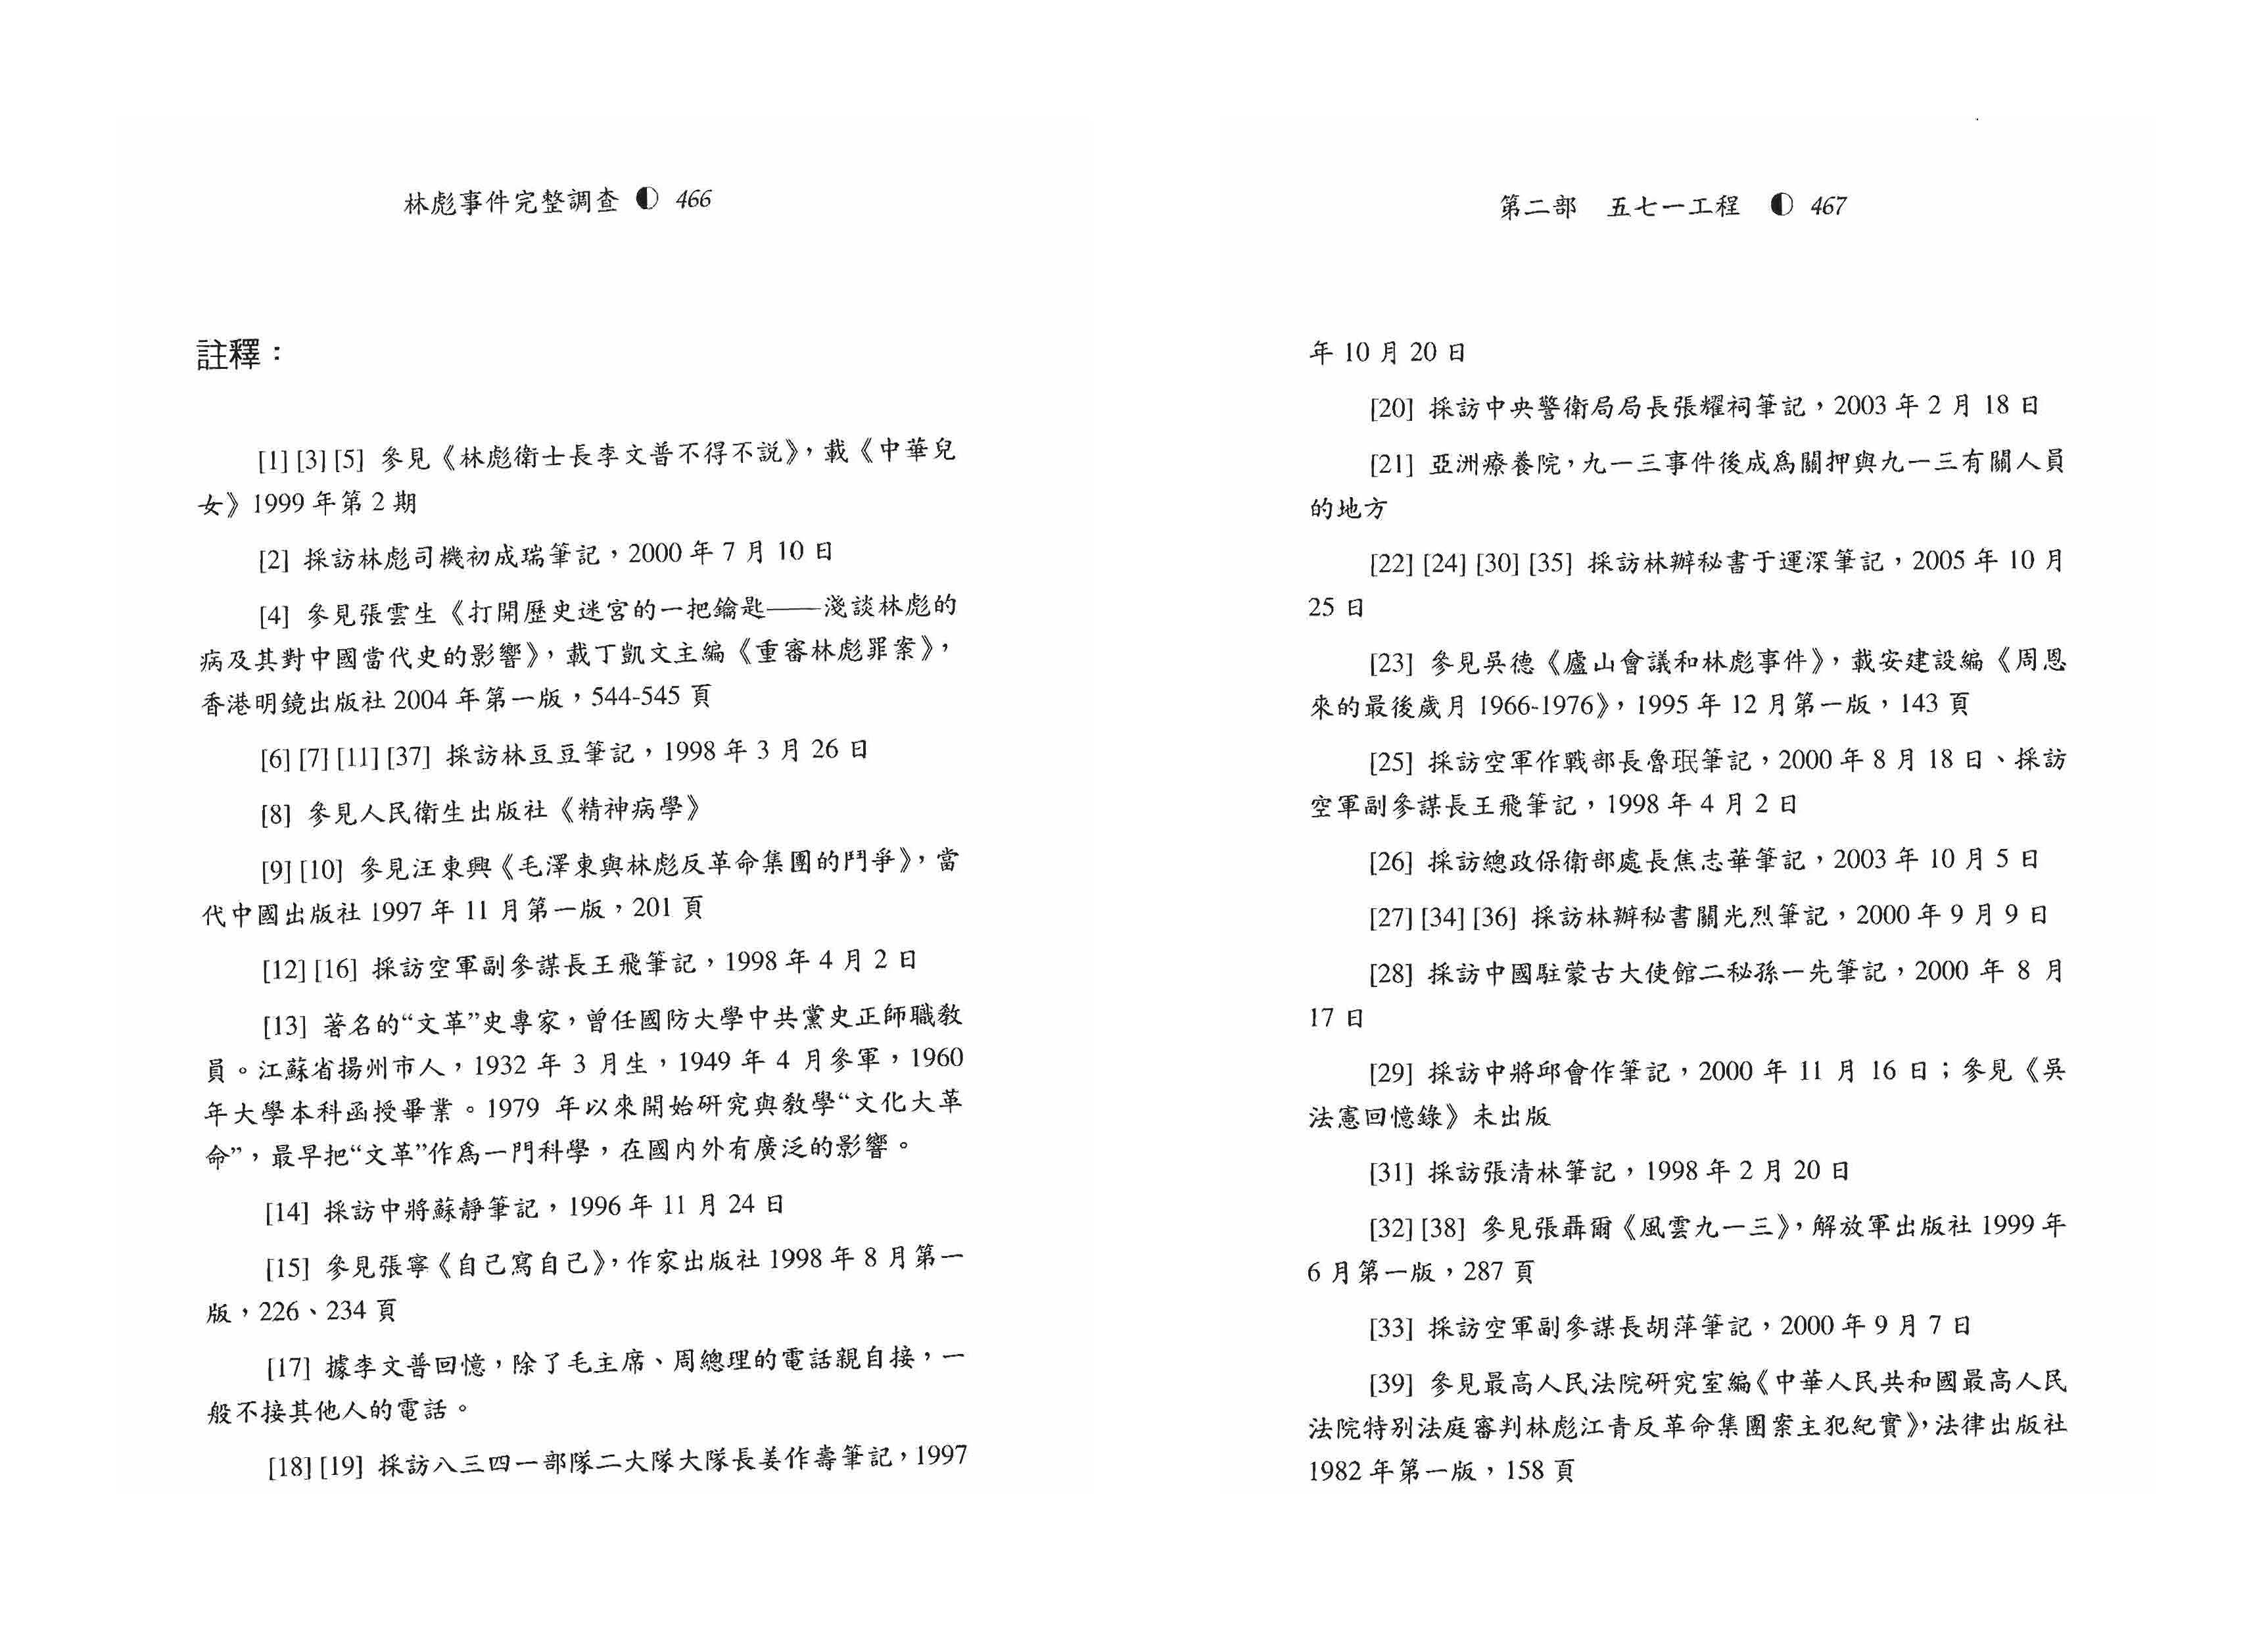 林彪事件完整調查 466
註釋：
[1] [3] [5] 參見《林彪衛士長李文普不得不説》，載《中華兒
女》1999 年第 2 期
[2] 採訪林彪司機初成瑞筆記，2000 年 7 月 10 日
[4] 參見張雲生《打開歷史迷宮的一把鑰匙——淺談林彪的
病及其對中國當代史的影響》，載丁凱文主編《重審林彪罪案》，
香港明鏡出版社 2004 年第一版，544-545 頁
[6] [7] [11] [37] 採訪林豆豆筆記，1998 年 3 月 26 日
[8] 參見人民衛生出版社《精神病學》
[9] [10] 參見汪東興《毛澤東與林彪反革命集團的鬥爭》，當
代中國出版社 1997 年 11 月第一版，201 頁
[12] [16] 採訪空軍副參謀長王飛筆記，1998 年 4 月 2 日
[13] 著名的“文革”史專家，曾任國防大學中共黨史正師職教
員。江蘇省揚州市人，1932 年 3 月生，1949 年 4 月參軍，1960
年大學本科函授畢業。1979 年以來開始研究與教學“文化大革
命”，最早把“文革”作爲一門科學，在國内外有廣泛的影響。
[14] 採訪中將蘇靜筆記，1996 年 11 月 24 日
[15] 參見張寧《自己寫自己》，作家出版社 1998 年 8 月第一
版，226、234 頁
[17] 據李文普回憶，除了毛主席、周總理的電話親自接，一
般不接其他人的電話。
[18] [19] 採訪八三四一部隊二大隊大隊長姜作壽筆記，1997
第二部　五七一工程 467
年 10 月 20 日
[20] 採訪中央警衛局局長張耀祠筆記，2003 年 2 月 18 日
[21] 亞洲療養院，九一三事件後成爲關押與九一三有關人員
的地方
[22] [24] [30] [35] 採訪林辦秘書于運深筆記，2005 年 10 月
25 日
[23] 參見吳德《廬山會議和林彪事件》，載安建設編《周恩
來的最後歲月 1966-1976》，1995 年 12 月第一版，143 頁
[25] 採訪空軍作戰部長魯珉筆記，2000 年 8 月 18 日、採訪
空軍副參謀長王飛筆記，1998 年 4 月 2 日
[26] 採訪總政保衛部處長焦志華筆記，2003 年 10 月 5 日
[27] [34] [36] 採訪林辦秘書關光烈筆記，2000 年 9 月 9 日
[28] 採訪中國駐蒙古大使館二秘孫一先筆記，2000 年 8 月
17 日
[29] 採訪中將邱會作筆記，2000 年 11 月 16 日；參見《吳
法憲回憶錄》未出版
[31] 採訪張清林筆記，1998 年 2 月 20 日
[32] [38] 參見張聶爾《風雲九一三》，解放軍出版社 1999 年
6 月第一版，287 頁
[33] 採訪空軍副參謀長胡萍筆記，2000 年 9 月 7 日
[39] 參見最高人民法院研究室編《中華人民共和國最高人民
法院特别法庭審判林彪江青反革命集團案主犯紀實》，法律出版社
1982 年第一版，158 頁